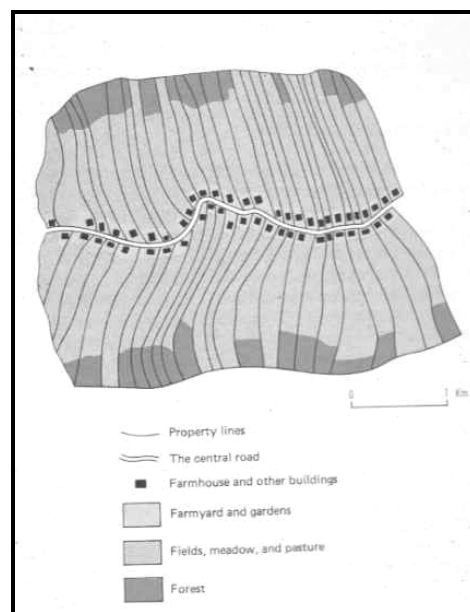 0 1 Km
Property lines
The central road
Farmhouse and other buildings
Farmyard and gardens
Fields, meadow, and pasture
Forest